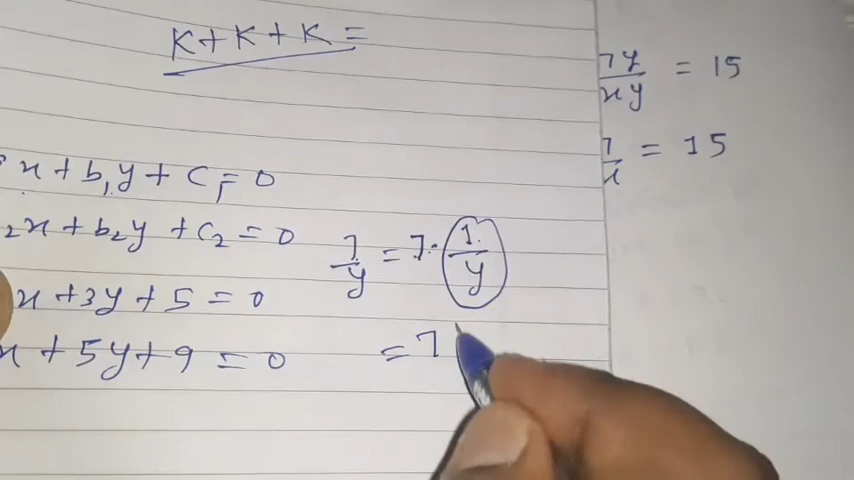 K + K + K =
x + b₁y + c₁ = 0
₂x + b₂y + c₂ = 0
x + 3y + 5 = 0
x + 5y + 9 = 0
7/y = 7 · 1/y
= 7
7y/xy = 15
7/x = 15